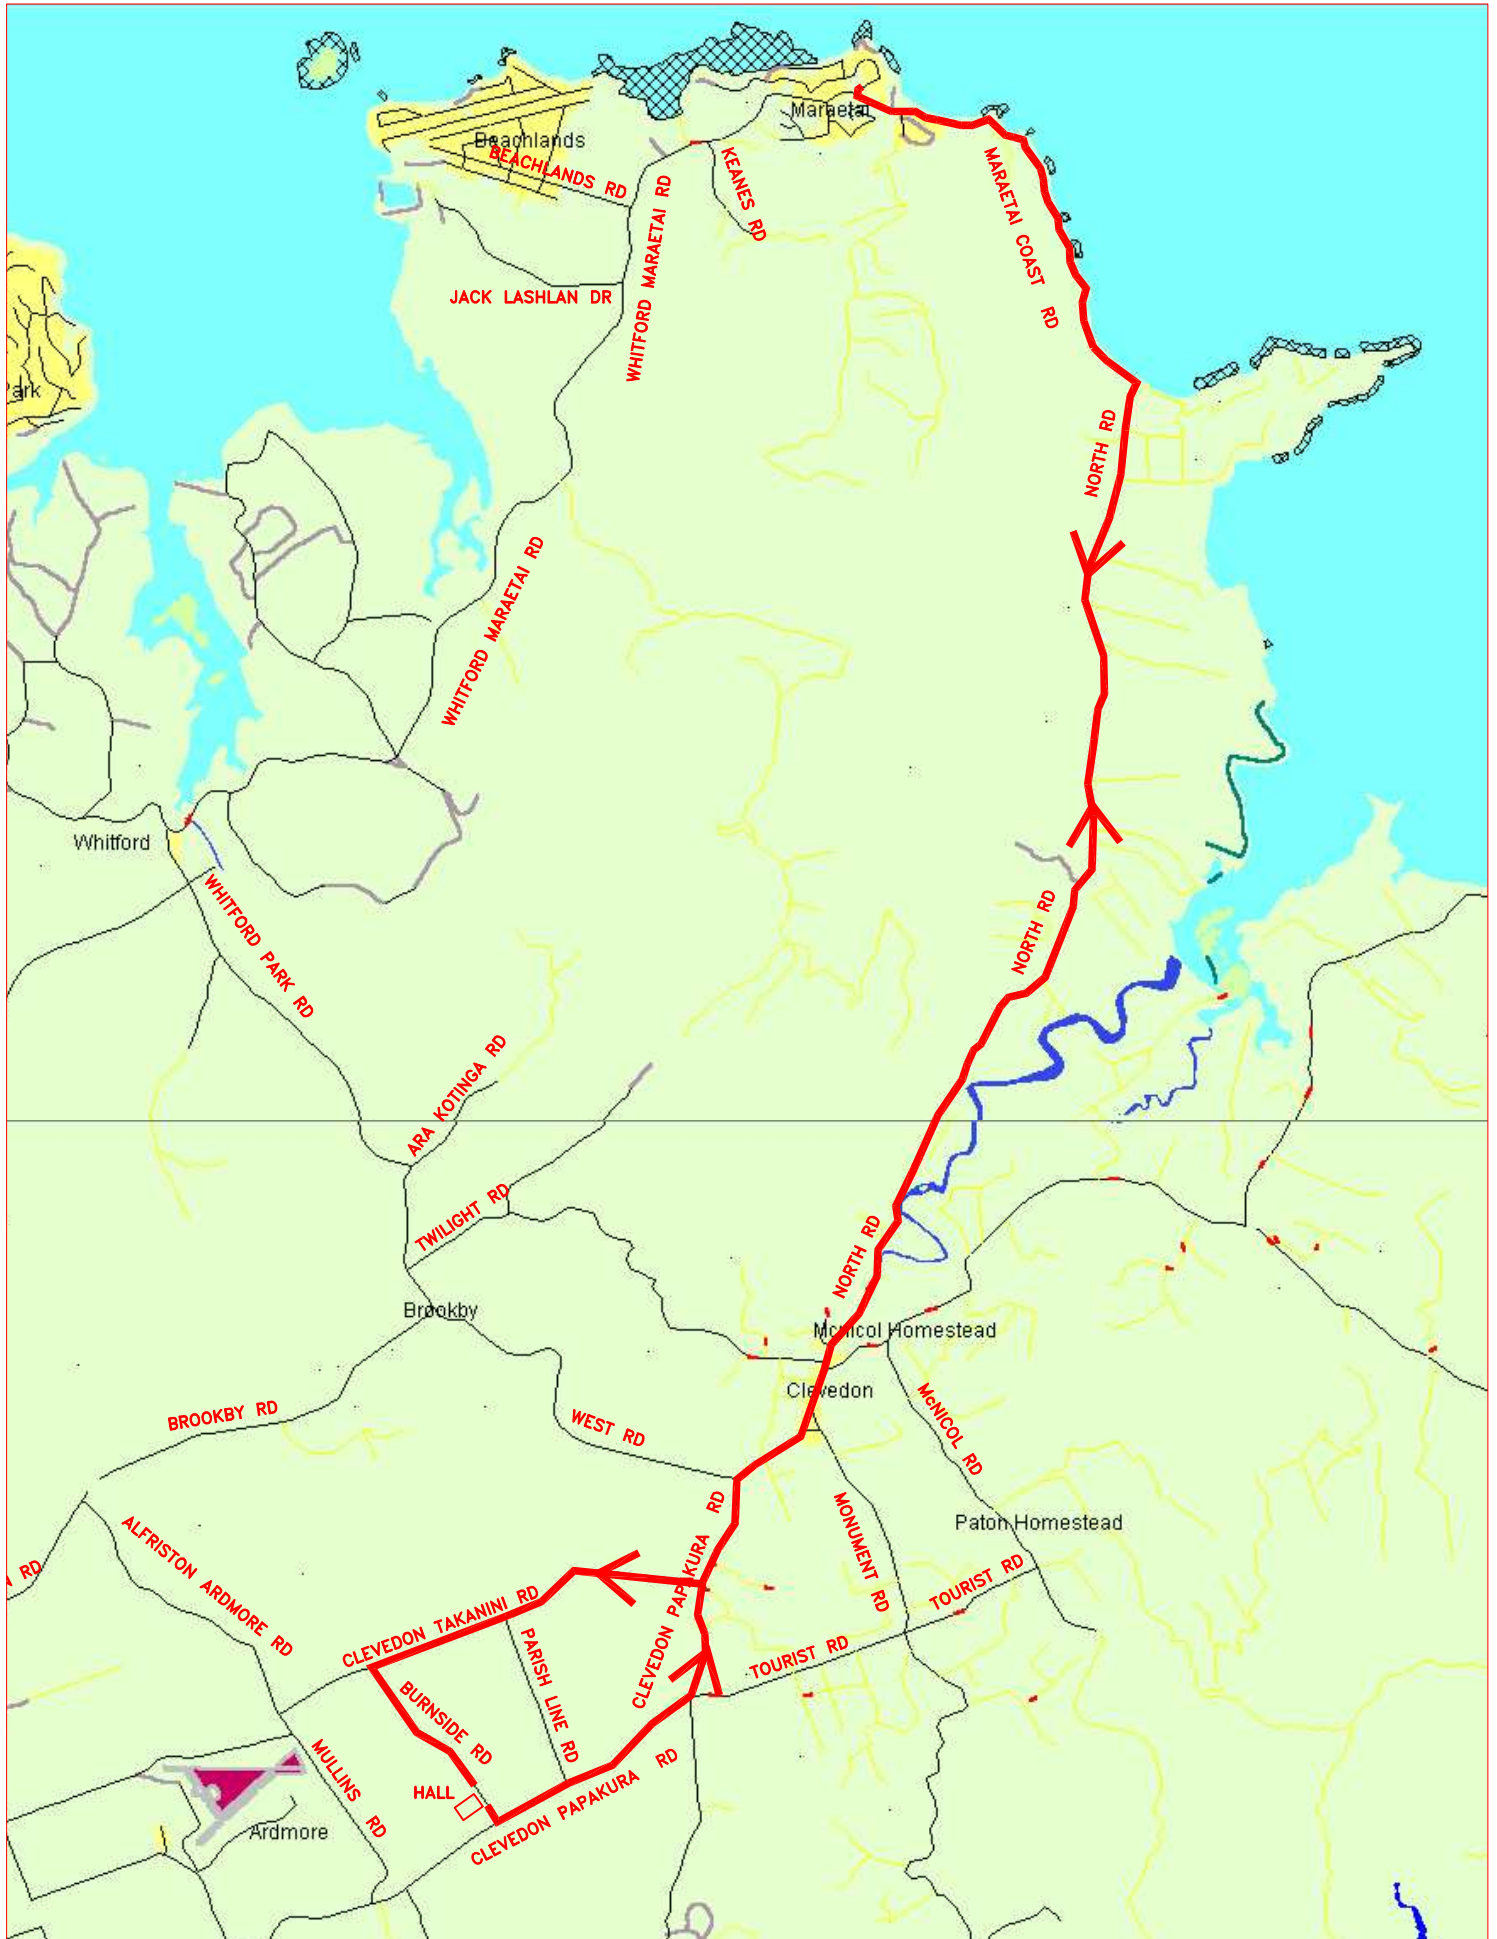 Maraetai
Beachlands
BEACHLANDS RD
KEANES RD
WHITFORD MARAETAI RD
MARAETAI COAST RD
JACK LASHLAN DR
ark
NORTH RD
WHITFORD MARAETAI RD
Whitford
WHITFORD PARK RD
NORTH RD
ARA KOTINGA RD
TWILIGHT RD
NORTH RD
Brookby
McNicol Homestead
Clevedon
BROOKBY RD
WEST RD
McNICOL RD
MONUMENT RD
Paton Homestead
ALFRISTON ARDMORE RD
N RD
CLEVEDON PAPAKURA RD
TOURIST RD
CLEVEDON TAKANINI RD
PARISH LINE RD
TOURIST RD
BURNSIDE RD
MULLINS RD
HALL
CLEVEDON PAPAKURA RD
Ardmore